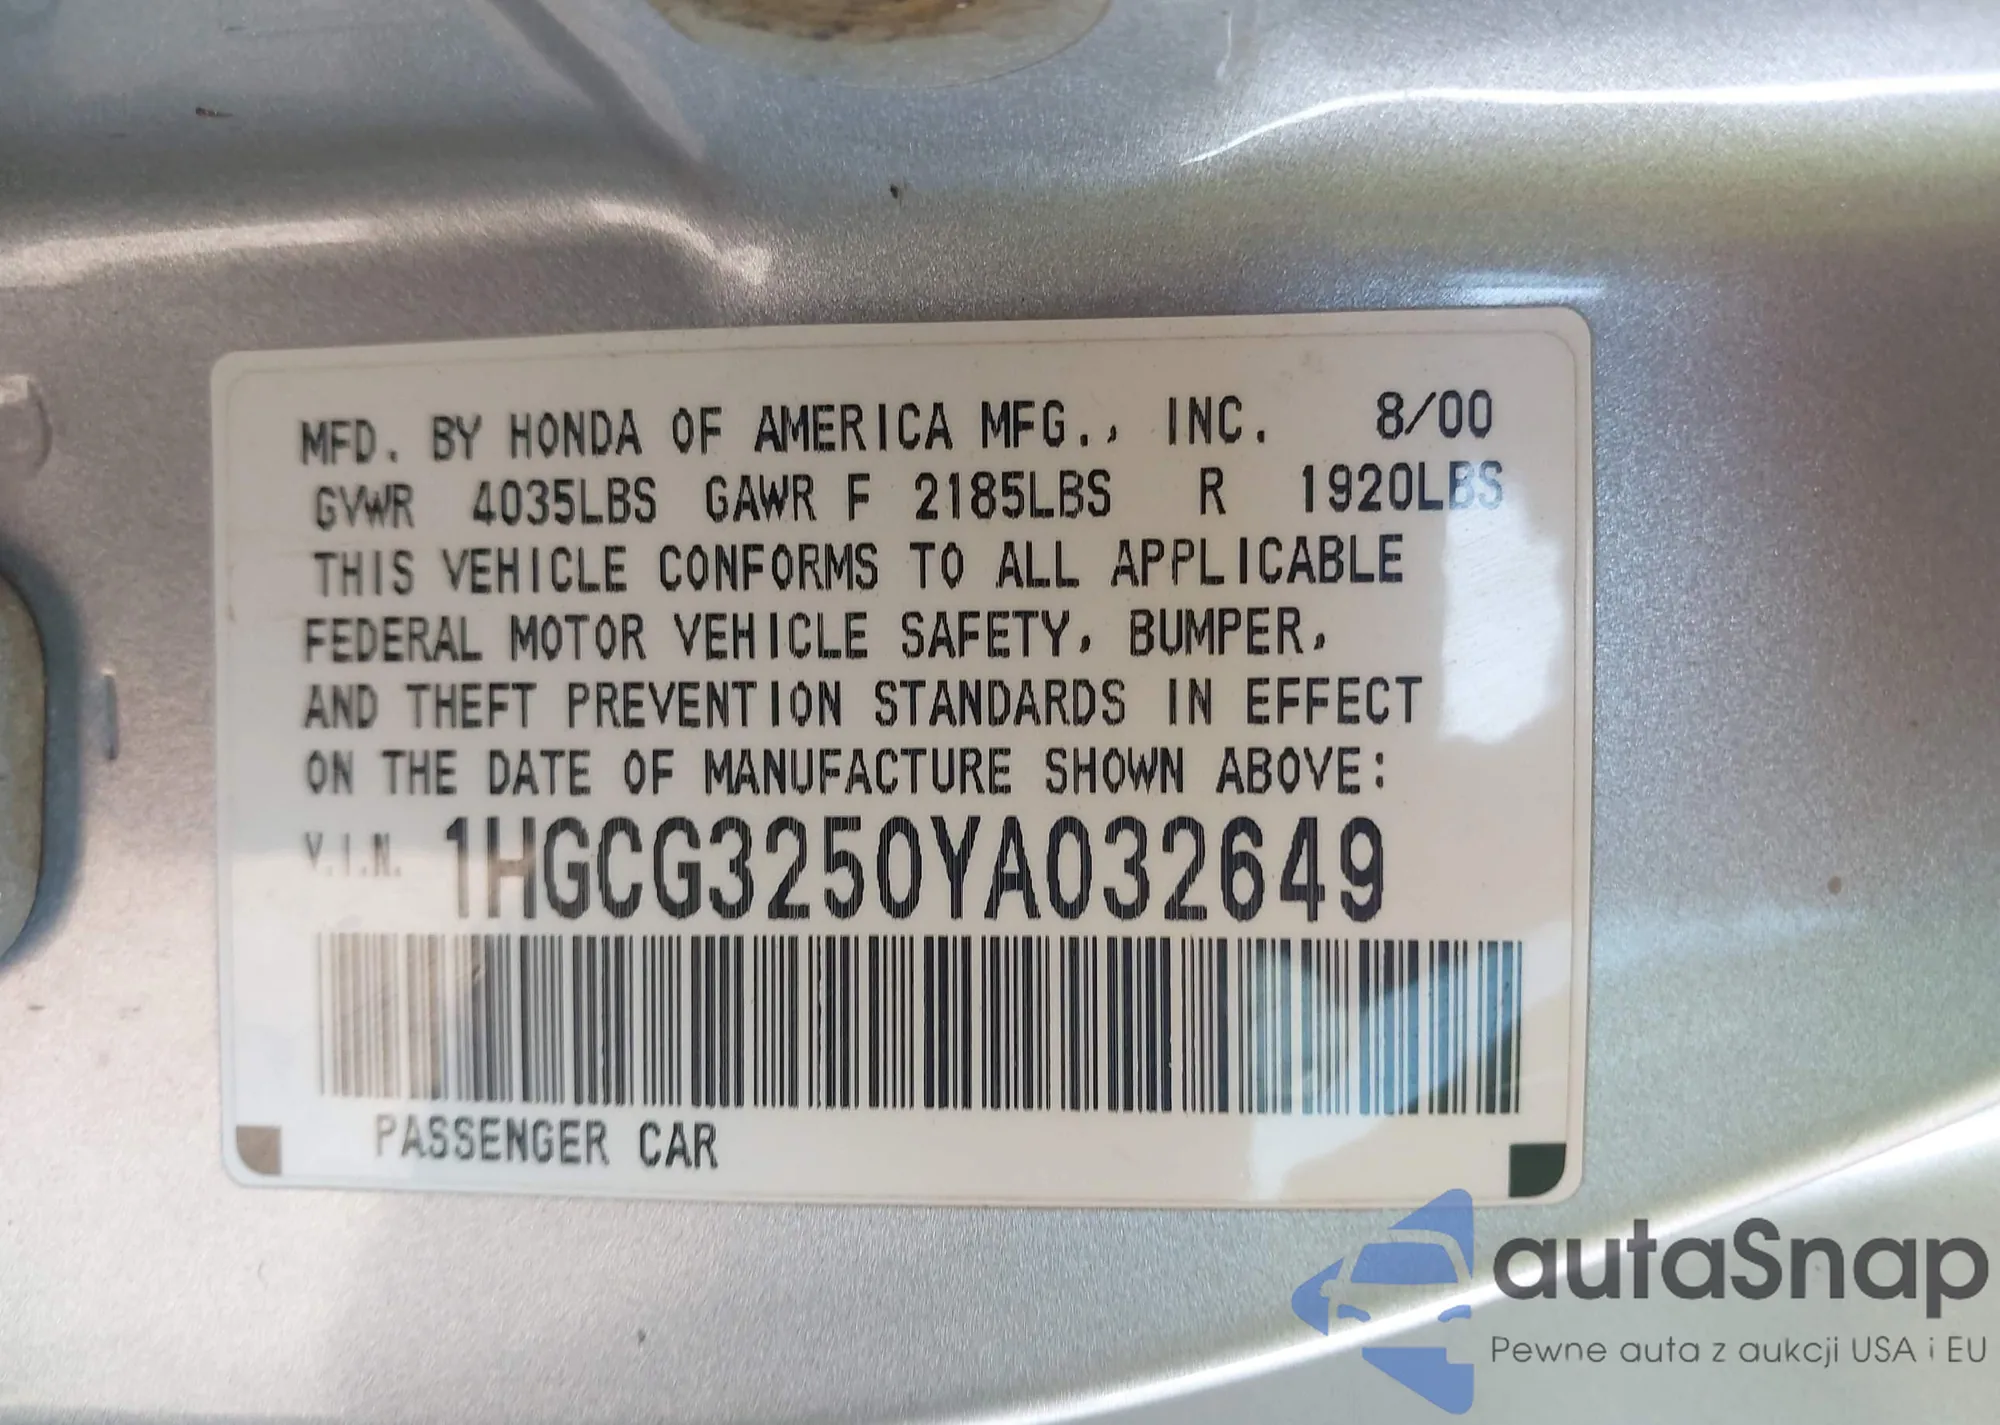 MFD. BY HONDA OF AMERICA MFG., INC. 8/00
GVWR 4035LBS GAWR F 2185LBS R 1920LBS
THIS VEHICLE CONFORMS TO ALL APPLICABLE
FEDERAL MOTOR VEHICLE SAFETY, BUMPER,
AND THEFT PREVENTION STANDARDS IN EFFECT
ON THE DATE OF MANUFACTURE SHOWN ABOVE:
V.I.N. 1HGCG3250YA032649
PASSENGER CAR
autaSnap
Pewne auta z aukcji USA i EU